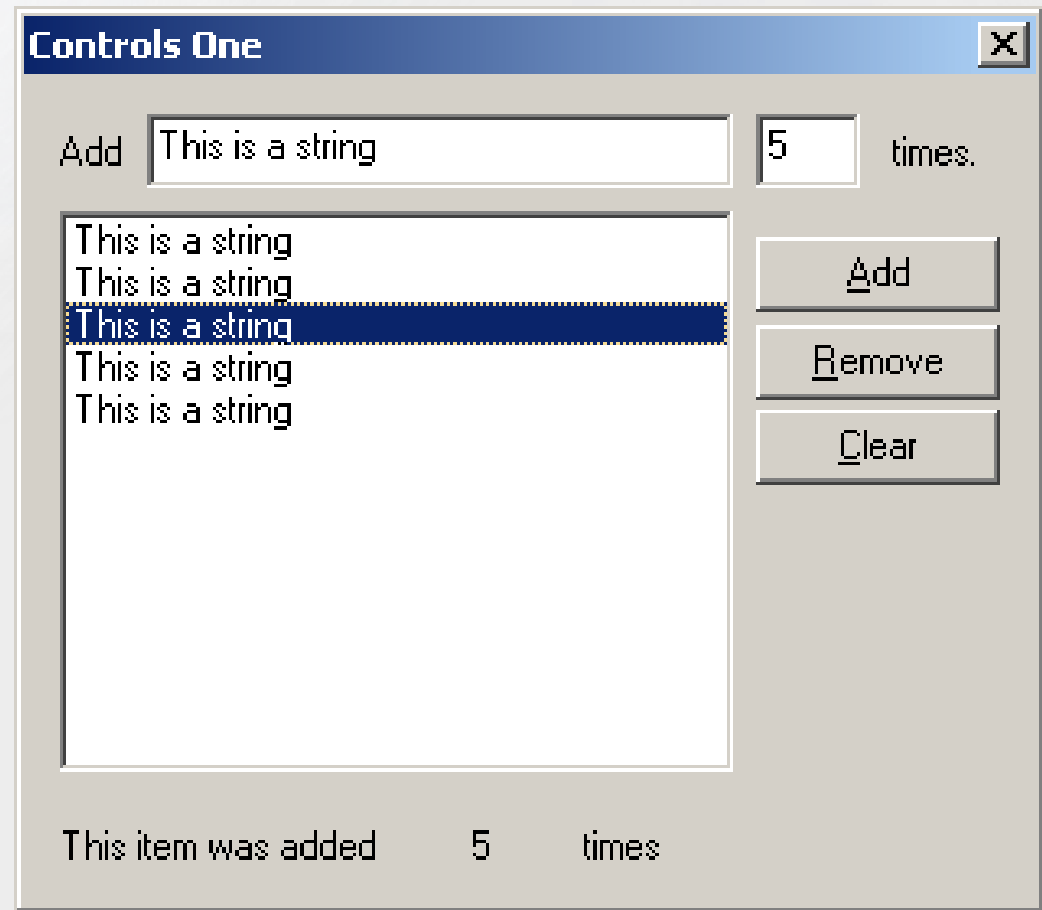 Controls One
Add This is a string 5 times.
This is a string
This is a string
This is a string
This is a string
This is a string
Add
Remove
Clear
This item was added 5 times